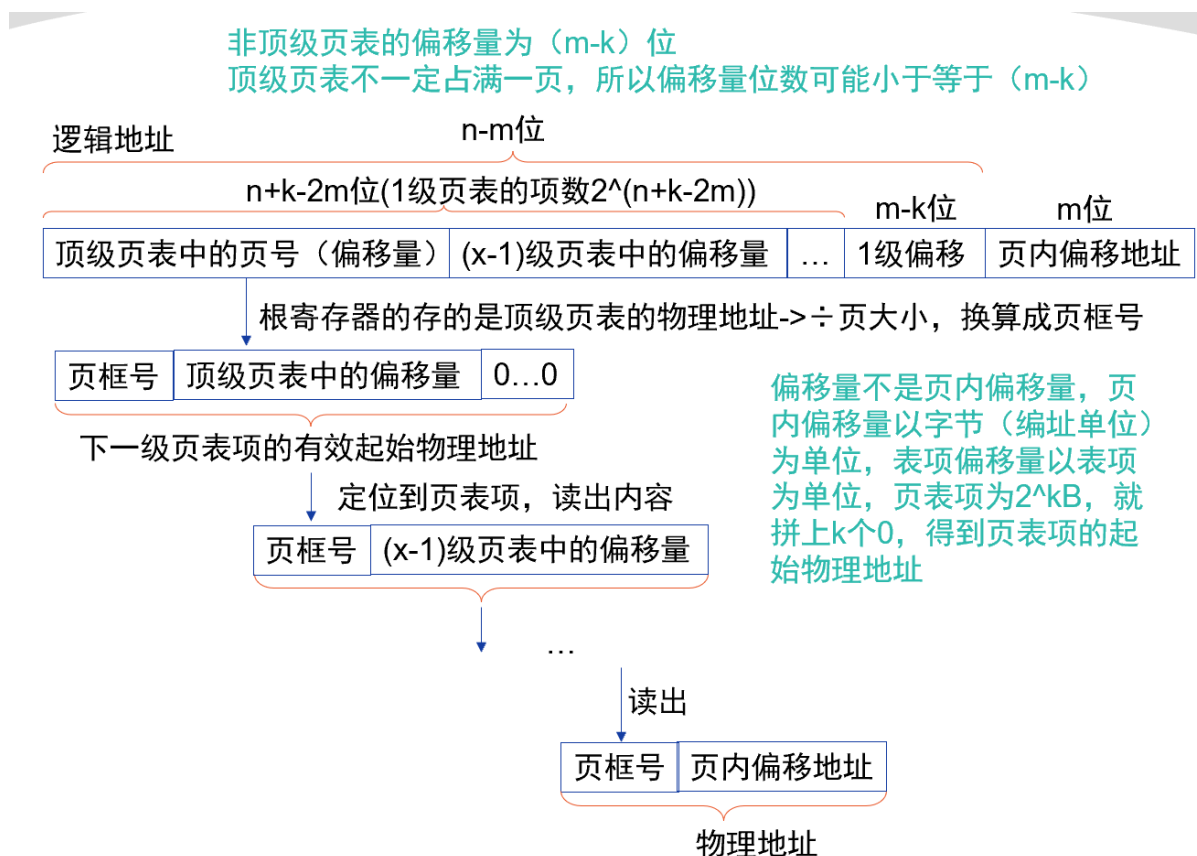 非顶级页表的偏移量为（m-k）位
顶级页表不一定占满一页，所以偏移量位数可能小于等于（m-k）
逻辑地址
n-m位
n+k-2m位(1级页表的项数2^(n+k-2m))
m-k位
m位
顶级页表中的页号（偏移量）
(x-1)级页表中的偏移量
...
1级偏移
页内偏移地址
根寄存器的存的是顶级页表的物理地址->÷页大小，换算成页框号
页框号
顶级页表中的偏移量
0...0
下一级页表项的有效起始物理地址
偏移量不是页内偏移量，页
内偏移量以字节（编址单位）
为单位，表项偏移量以表项
为单位，页表项为2^kB，就
拼上k个0，得到页表项的起
始物理地址
定位到页表项，读出内容
页框号
(x-1)级页表中的偏移量
...
读出
页框号
页内偏移地址
物理地址